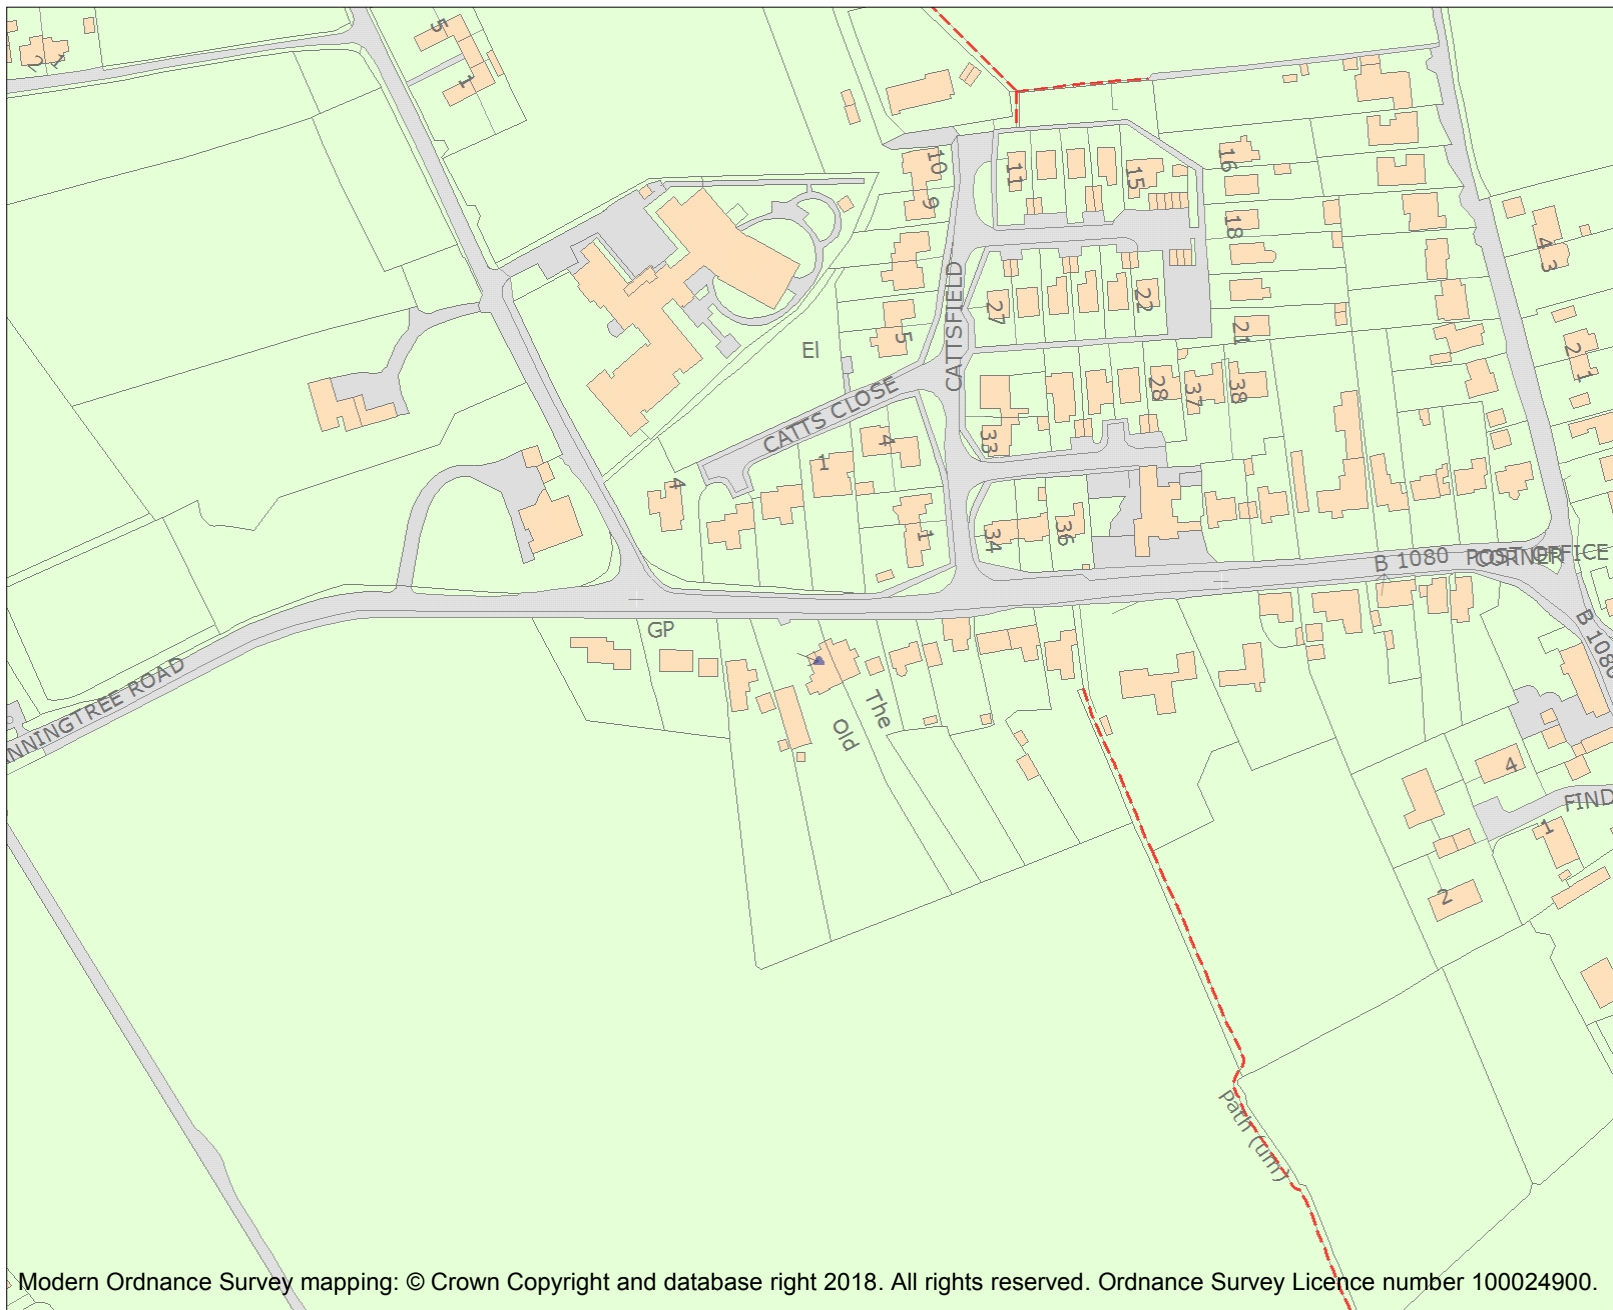 5
1
2
1
10
9
11
15
16
18
43
CATTSFIELD
27
22
21
21
5
El
CATTS CLOSE
28
37
38
4
1
33
4
1
34
36
B 1080
POST OFFICE
CORNER
B 1080
GP
The
Old
ANNINGTREE ROAD
4
FIND
1
2
Path (um)
Modern Ordnance Survey mapping: © Crown Copyright and database right 2018. All rights reserved. Ordnance Survey Licence number 100024900.